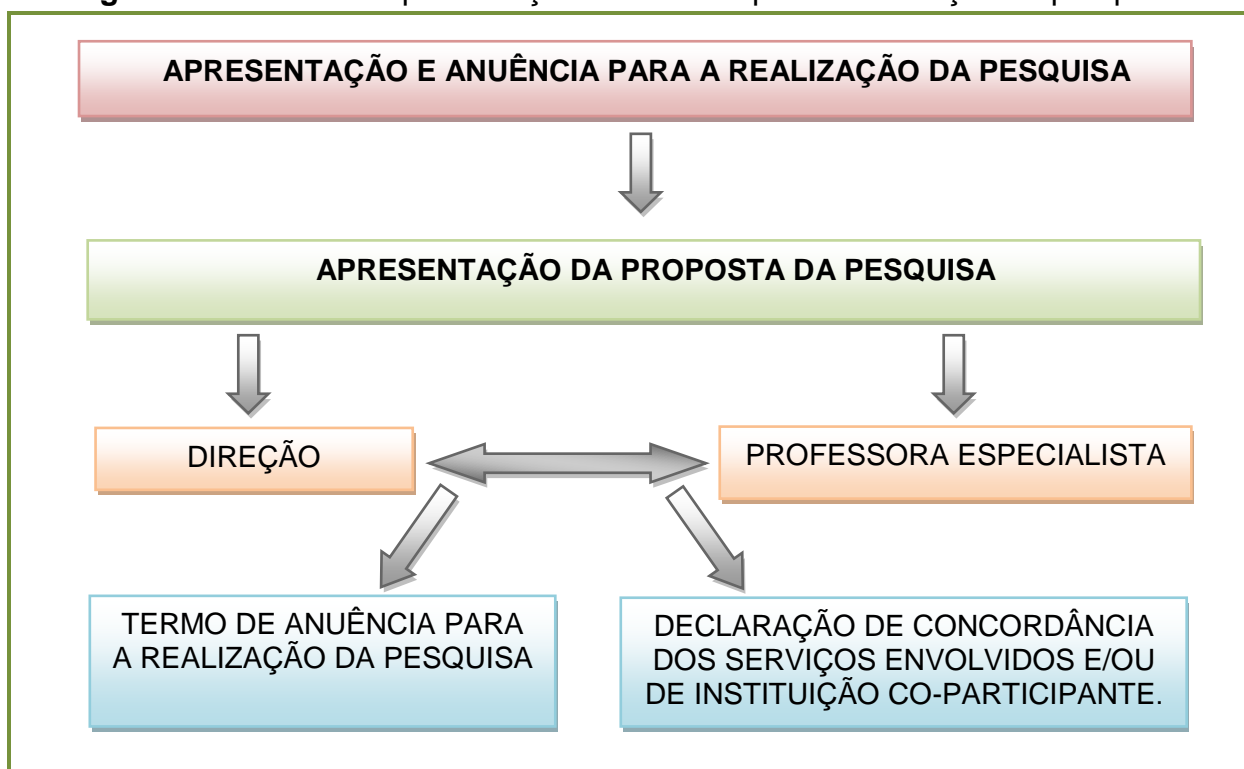 APRESENTAÇÃO E ANUÊNCIA PARA A REALIZAÇÃO DA PESQUISA
APRESENTAÇÃO DA PROPOSTA DA PESQUISA
DIREÇÃO
PROFESSORA ESPECIALISTA
TERMO DE ANUÊNCIA PARA
A REALIZAÇÃO DA PESQUISA
DECLARAÇÃO DE CONCORDÂNCIA
DOS SERVIÇOS ENVOLVIDOS E/OU
DE INSTITUIÇÃO CO-PARTICIPANTE.